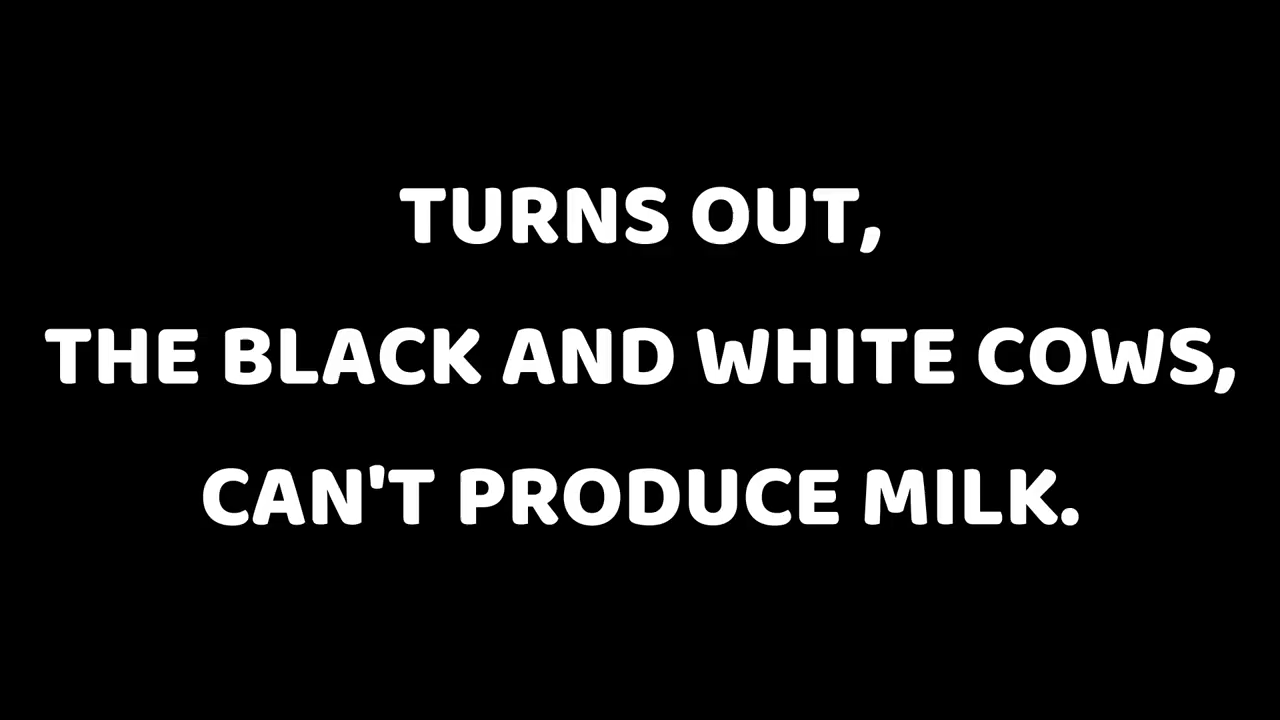 TURNS OUT,
THE BLACK AND WHITE COWS,
CAN'T PRODUCE MILK.